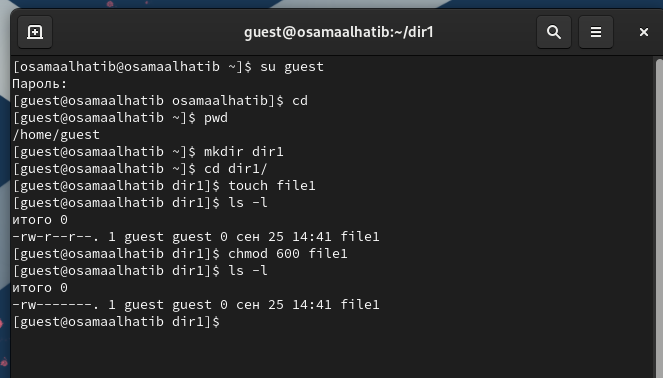 guest@osamaalhatib:~/dir1
[osamaalhatib@osamaalhatib ~]$ su guest
Пароль:
[guest@osamaalhatib osamaalhatib]$ cd
[guest@osamaalhatib ~]$ pwd
/home/guest
[guest@osamaalhatib ~]$ mkdir dir1
[guest@osamaalhatib ~]$ cd dir1/
[guest@osamaalhatib dir1]$ touch file1
[guest@osamaalhatib dir1]$ ls -l
итого 0
-rw-r--r--. 1 guest guest 0 сен 25 14:41 file1
[guest@osamaalhatib dir1]$ chmod 600 file1
[guest@osamaalhatib dir1]$ ls -l
итого 0
-rw-------. 1 guest guest 0 сен 25 14:41 file1
[guest@osamaalhatib dir1]$